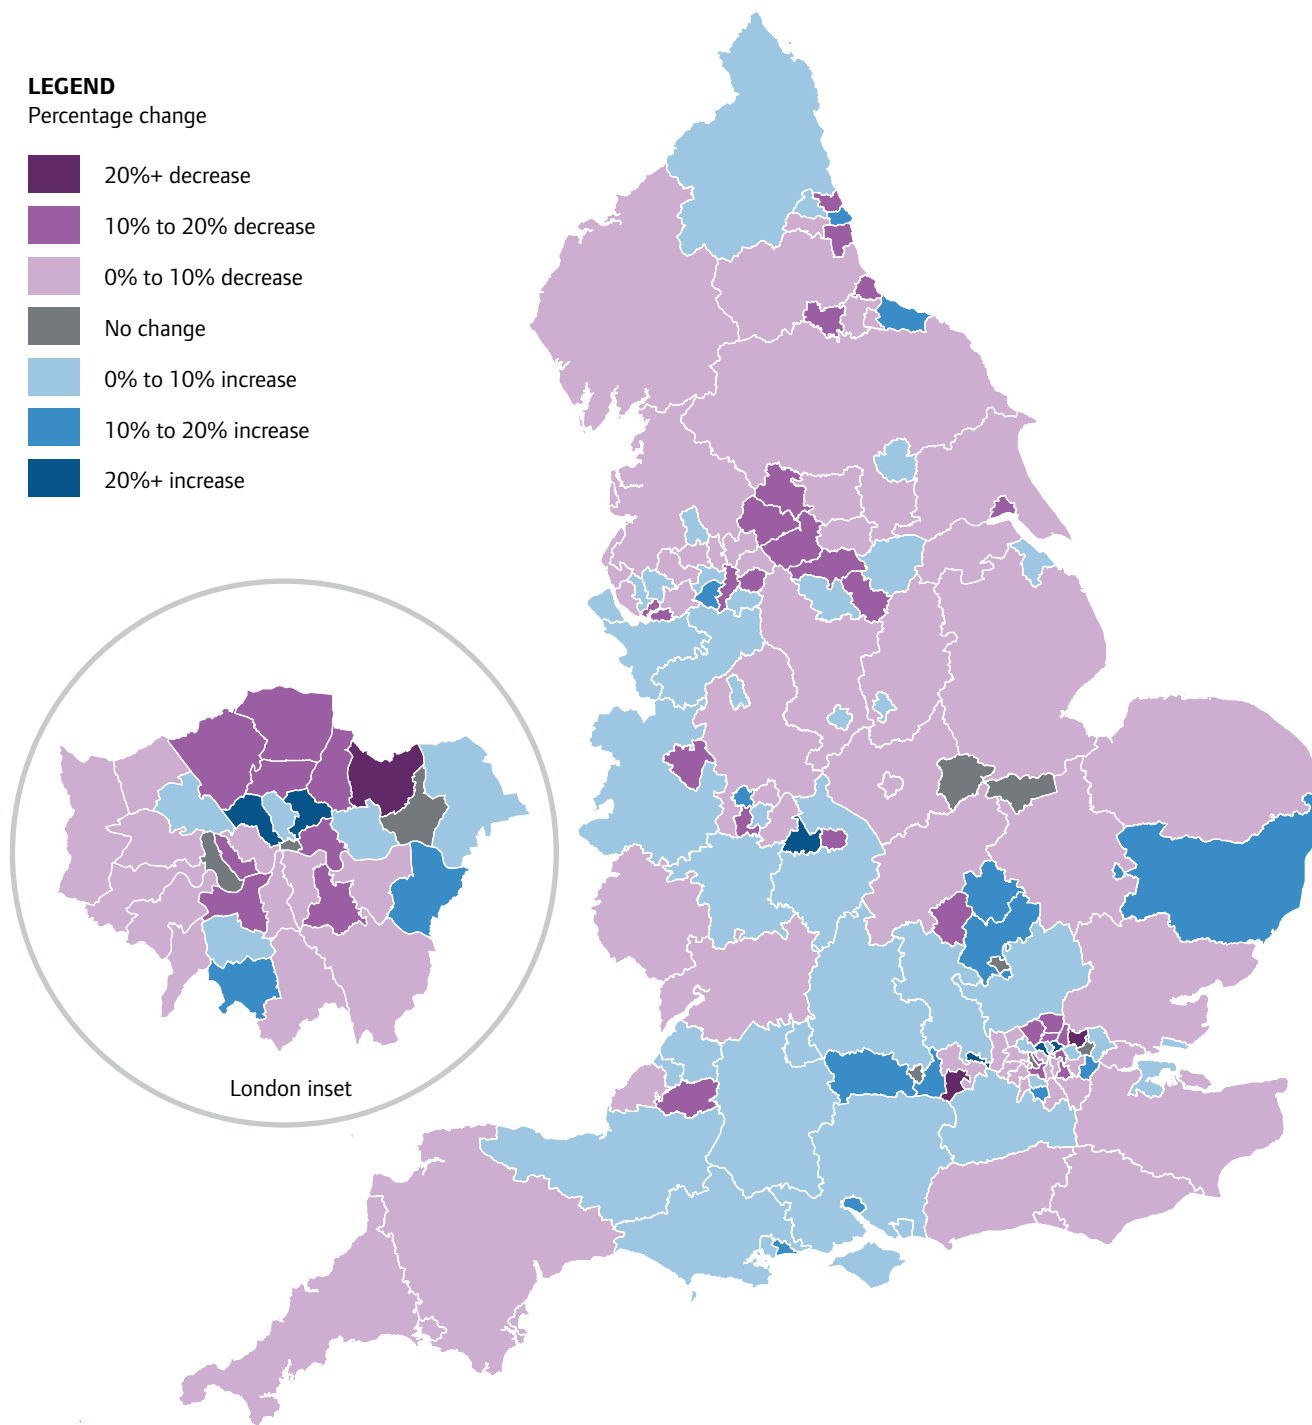 LEGEND
Percentage change
20%+ decrease
10% to 20% decrease
0% to 10% decrease
No change
0% to 10% increase
10% to 20% increase
20%+ increase
London inset